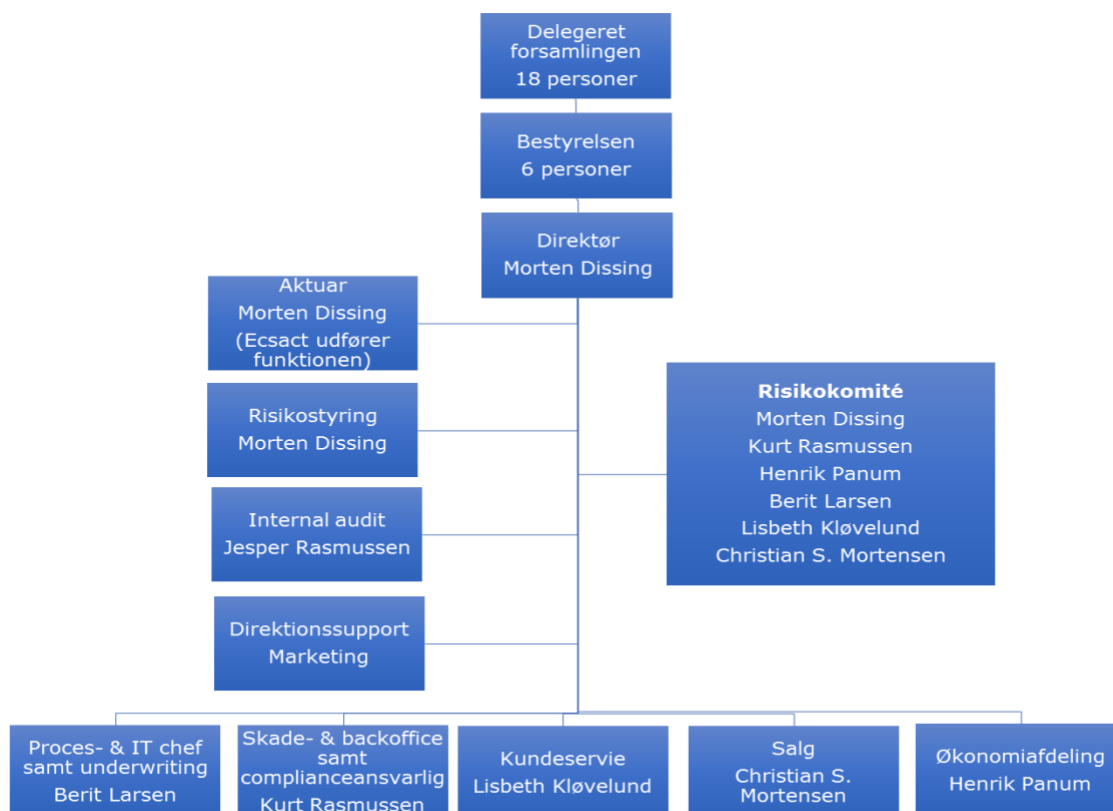 Delegeret
forsamlingen
18 personer
Bestyrelsen
6 personer
Direktør
Morten Dissing
Aktuar
Morten Dissing
(Ecsact udfører
funktionen)
Risikostyring
Morten Dissing
Internal audit
Jesper Rasmussen
Direktionssupport
Marketing
Risikokomité
Morten Dissing
Kurt Rasmussen
Henrik Panum
Berit Larsen
Lisbeth Kløvelund
Christian S. Mortensen
Proces- & IT chef
samt underwriting
Berit Larsen
Skade- & backoffice
samt
complianceansvarlig
Kurt Rasmussen
Kundeservie
Lisbeth Kløvelund
Salg
Christian S.
Mortensen
Økonomiafdeling
Henrik Panum